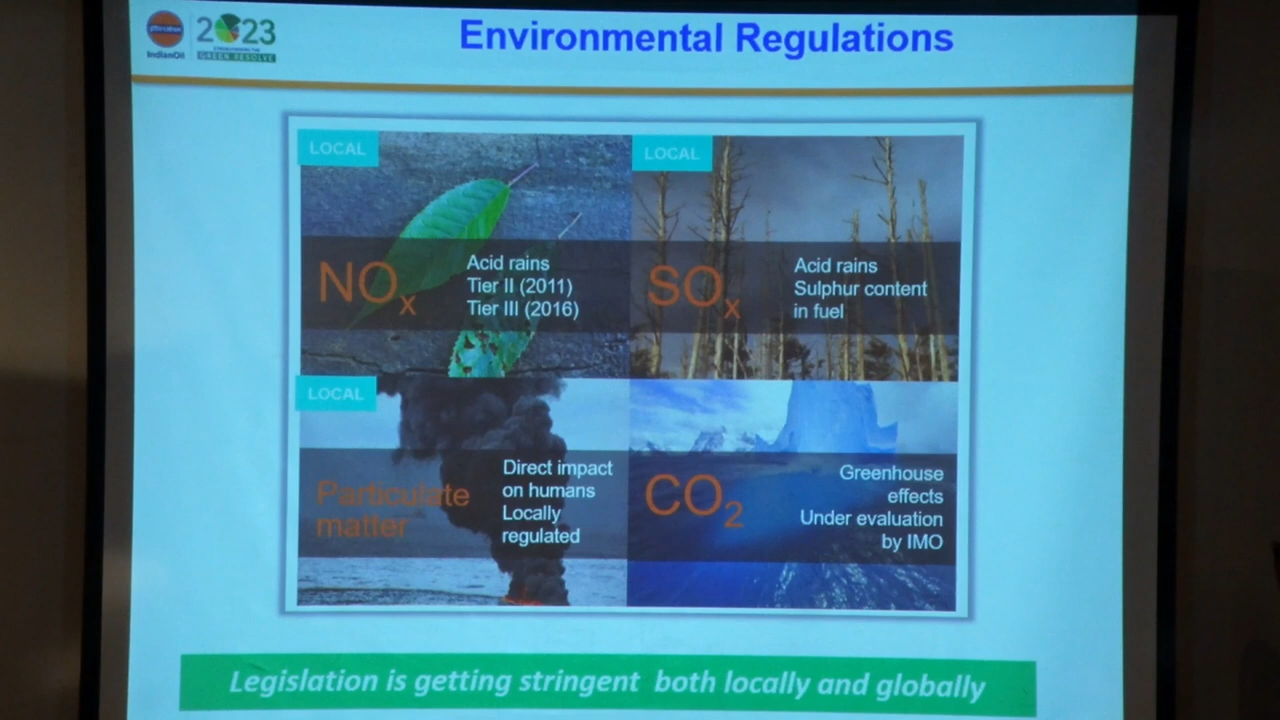 IndianOil
2023
STRENGTHENING THE
GREEN RESOLVE
Environmental Regulations
LOCAL
NOx
Acid rains
Tier II (2011)
Tier III (2016)
LOCAL
SOx
Acid rains
Sulphur content
in fuel
LOCAL
Particulate
matter
Direct impact
on humans
Locally
regulated
CO2
Greenhouse
effects
Under evaluation
by IMO
Legislation is getting stringent both locally and globally